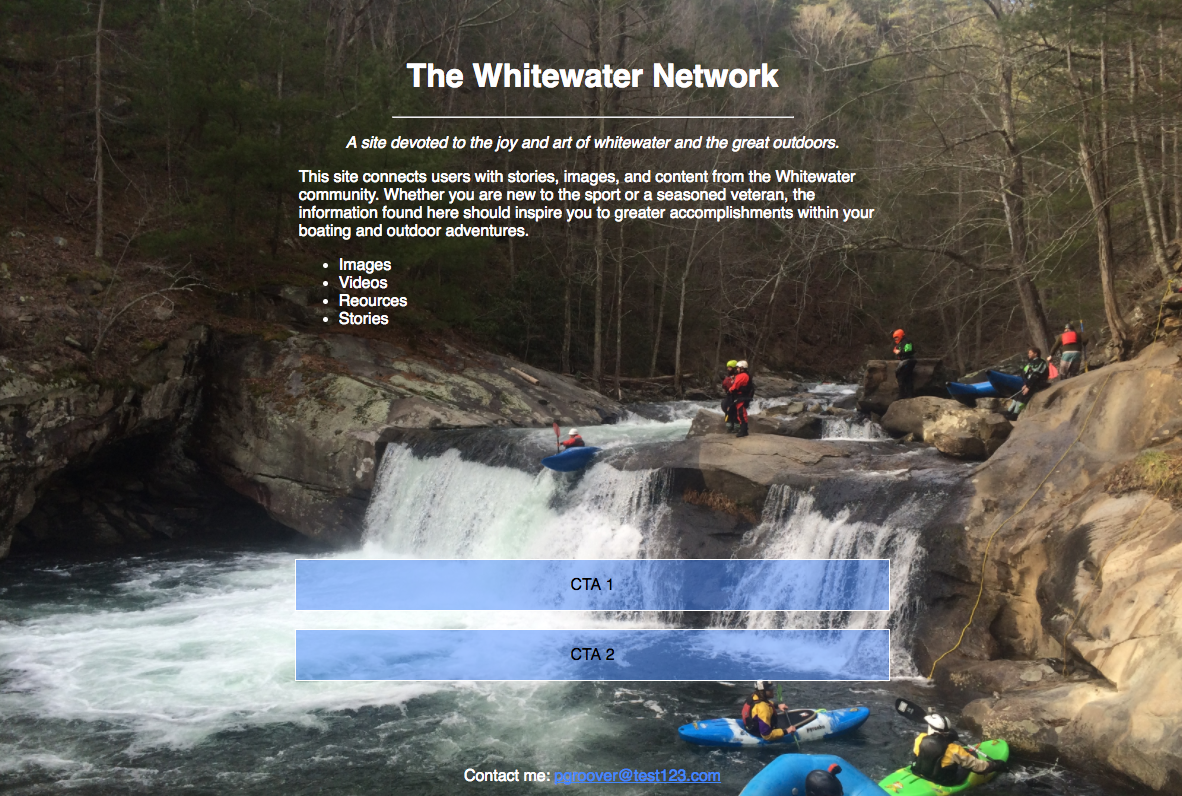 The Whitewater Network
A site devoted to the joy and art of whitewater and the great outdoors.
This site connects users with stories, images, and content from the Whitewater
community. Whether you are new to the sport or a seasoned veteran, the
information found here should inspire you to greater accomplishments within your
boating and outdoor adventures.
• Images
• Videos
• Reources
• Stories
CTA 1
CTA 2
Contact me: